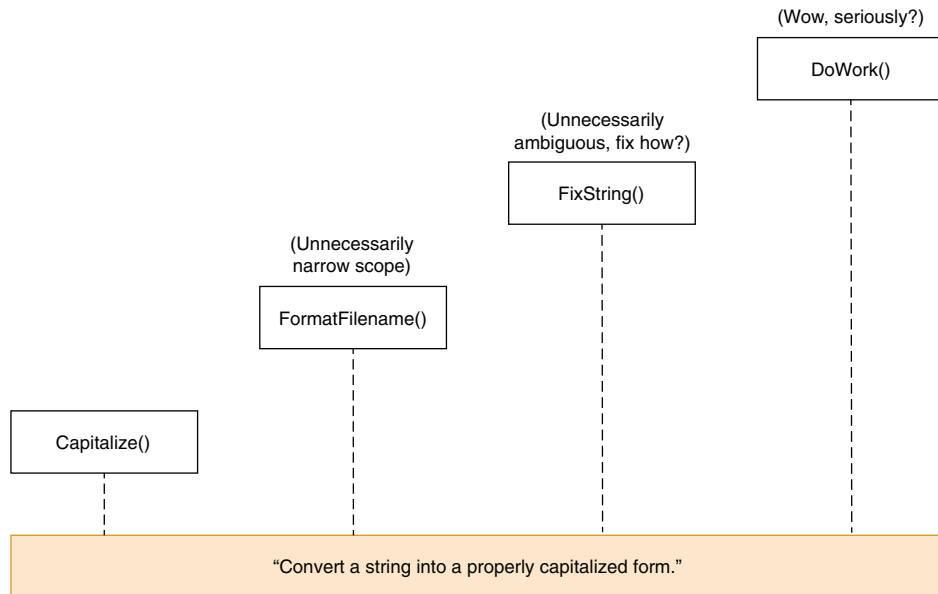 (Wow, seriously?)
DoWork()
(Unnecessarily
ambiguous, fix how?)
FixString()
(Unnecessarily
narrow scope)
FormatFilename()
Capitalize()
“Convert a string into a properly capitalized form.”